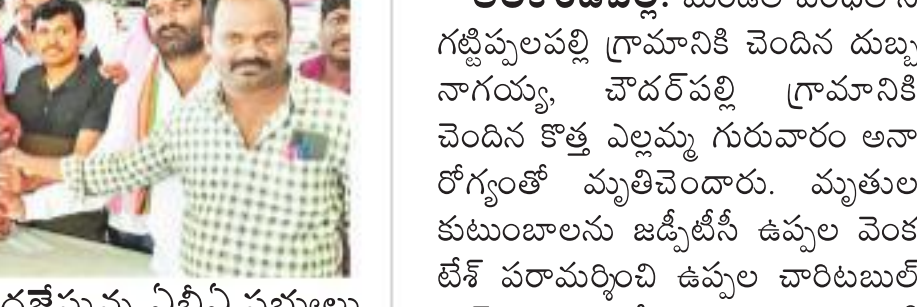 గట్టిప్పలపల్లి గ్రామానికి చెందిన దుబ్బ
నాగయ్య, చౌదర్‌పల్లి గ్రామానికి
చెందిన కొత్త ఎల్లమ్మ గురువారం అనా
రోగ్యంతో మృతిచెందారు. మృతుల
కుటుంబాలను జడ్పీటీసీ ఉప్పల వెంక
టేశ్ పరామర్శించి ఉప్పల చారిటబుల్